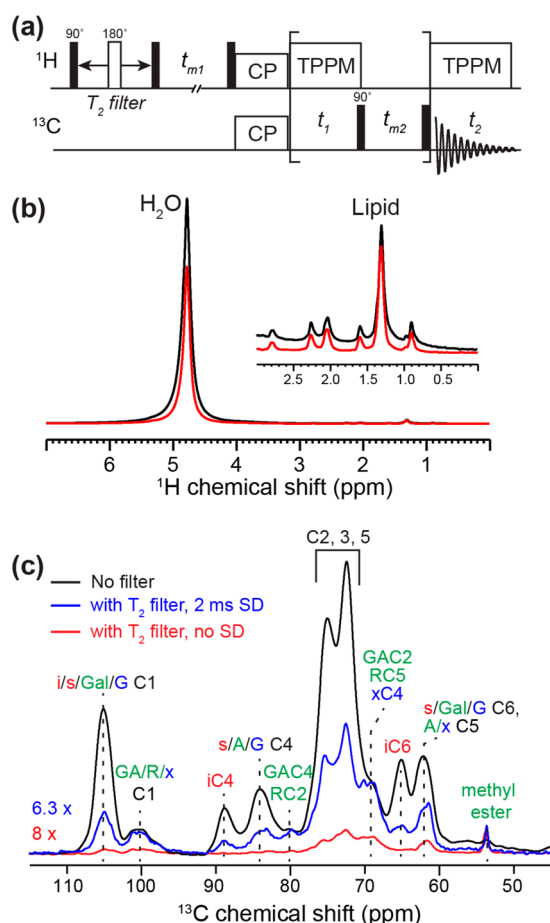 (a)
90° 180°
¹H
T₂ filter
tm1
CP
TPPM
TPPM
90°
¹³C
CP
t₁
tm2
t₂
(b)
H₂O
Lipid
2.5 2.0 1.5 1.0 0.5
6 5 4 3 2 1
¹H chemical shift (ppm)
(c)
C2, 3, 5
No filter
with T₂ filter, 2 ms SD
with T₂ filter, no SD
GAC2
RC5
xC4
i/s/Gal/G C1
s/A/G C4
s/Gal/G C6,
A/x C5
GA/R/x
C1
GAC4
RC2
iC4
iC6
methyl
ester
6.3 x
8 x
110 100 90 80 70 60 50
¹³C chemical shift (ppm)